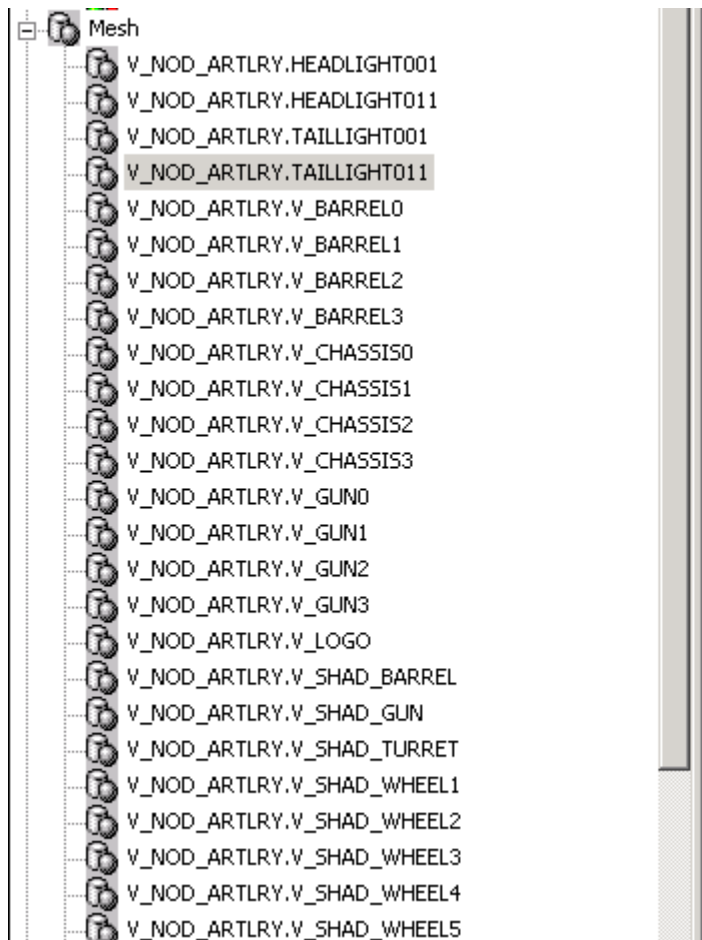 Mesh
V_NOD_ARTLRY.HEADLIGHT001
V_NOD_ARTLRY.HEADLIGHT011
V_NOD_ARTLRY.TAILLIGHT001
V_NOD_ARTLRY.TAILLIGHT011
V_NOD_ARTLRY.V_BARREL0
V_NOD_ARTLRY.V_BARREL1
V_NOD_ARTLRY.V_BARREL2
V_NOD_ARTLRY.V_BARREL3
V_NOD_ARTLRY.V_CHASSIS0
V_NOD_ARTLRY.V_CHASSIS1
V_NOD_ARTLRY.V_CHASSIS2
V_NOD_ARTLRY.V_CHASSIS3
V_NOD_ARTLRY.V_GUN0
V_NOD_ARTLRY.V_GUN1
V_NOD_ARTLRY.V_GUN2
V_NOD_ARTLRY.V_GUN3
V_NOD_ARTLRY.V_LOGO
V_NOD_ARTLRY.V_SHAD_BARREL
V_NOD_ARTLRY.V_SHAD_GUN
V_NOD_ARTLRY.V_SHAD_TURRET
V_NOD_ARTLRY.V_SHAD_WHEEL1
V_NOD_ARTLRY.V_SHAD_WHEEL2
V_NOD_ARTLRY.V_SHAD_WHEEL3
V_NOD_ARTLRY.V_SHAD_WHEEL4
V_NOD_ARTLRY.V_SHAD_WHEEL5